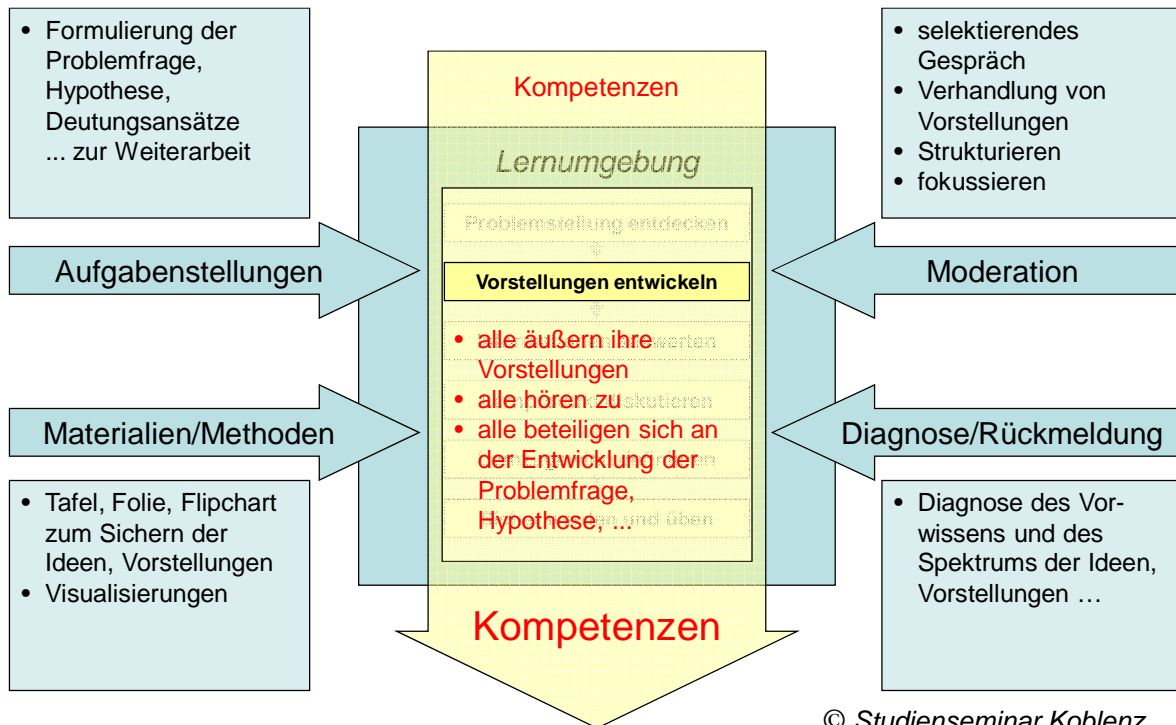 • Formulierung der
Problemfrage,
Hypothese,
Deutungsansätze
... zur Weiterarbeit
Aufgabenstellungen
Materialien/Methoden
• Tafel, Folie, Flipchart
zum Sichern der
Ideen, Vorstellungen
• Visualisierungen
Kompetenzen
Lernumgebung
Problemstellung entdecken
Vorstellungen entwickeln
• alle äußern ihre
Vorstellungen
• alle hören zu
• alle beteiligen sich an
der Entwicklung der
Problemfrage,
Hypothese, ...
Kompetenzen
• selektierendes
Gespräch
• Verhandlung von
Vorstellungen
• Strukturieren
• fokussieren
Moderation
Diagnose/Rückmeldung
• Diagnose des Vor-
wissens und des
Spektrums der Ideen,
Vorstellungen …
© Studienseminar Koblenz